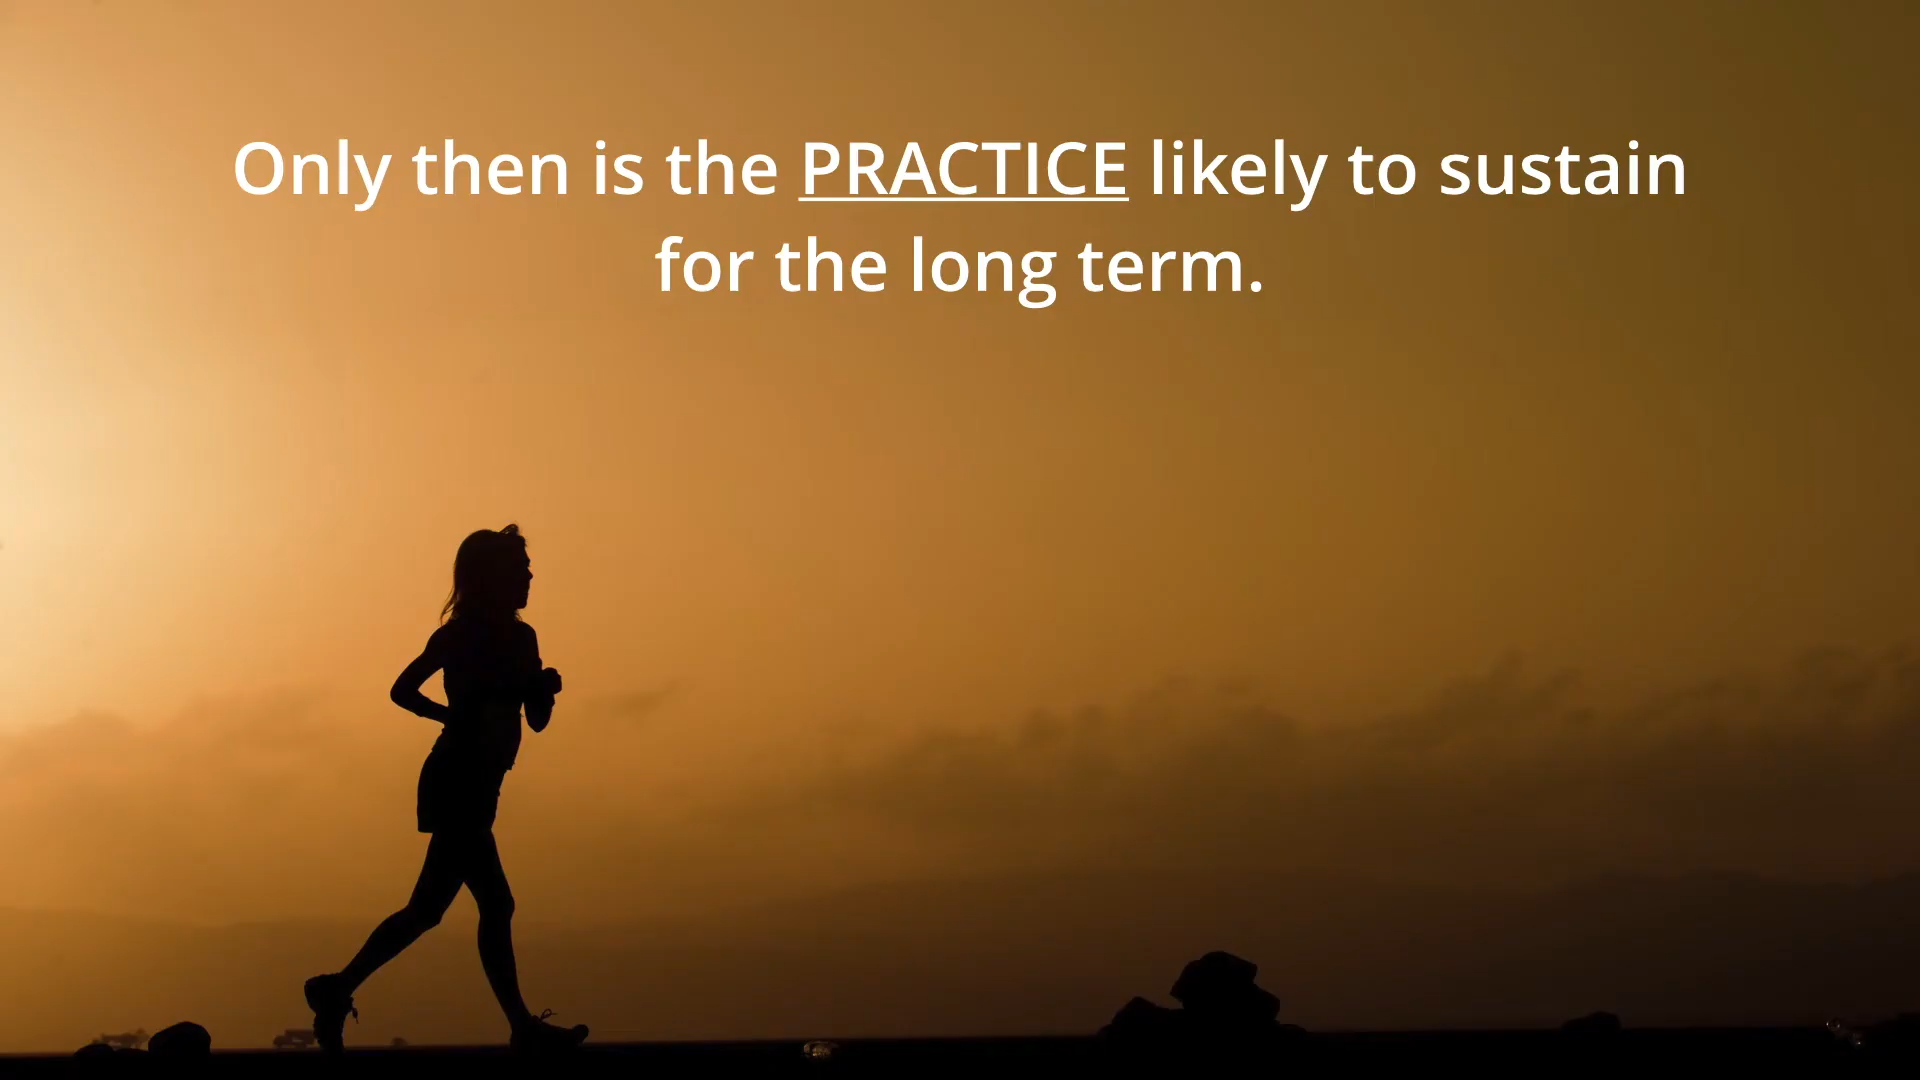 Only then is the PRACTICE likely to sustain
for the long term.